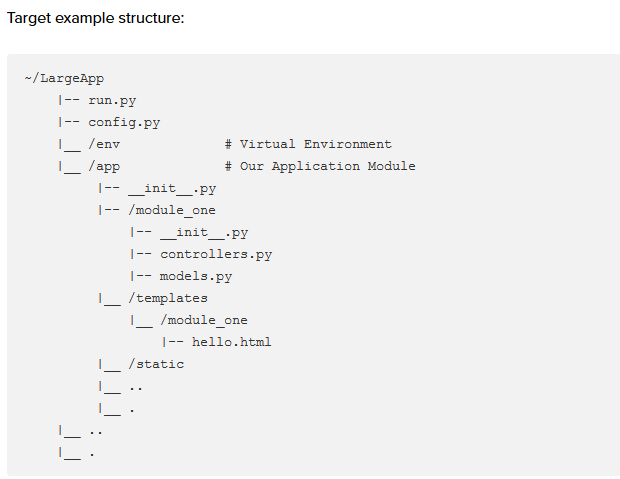 Target example structure:
~/LargeApp
    |-- run.py
    |-- config.py
    |__ /env             # Virtual Environment
    |__ /app             # Our Application Module
         |-- __init__.py
         |-- /module_one
             |-- __init__.py
             |-- controllers.py
             |-- models.py
         |__ /templates
             |__ /module_one
                 |-- hello.html
         |__ /static
         |__ ..
         |__ .
    |__ ..
    |__ .